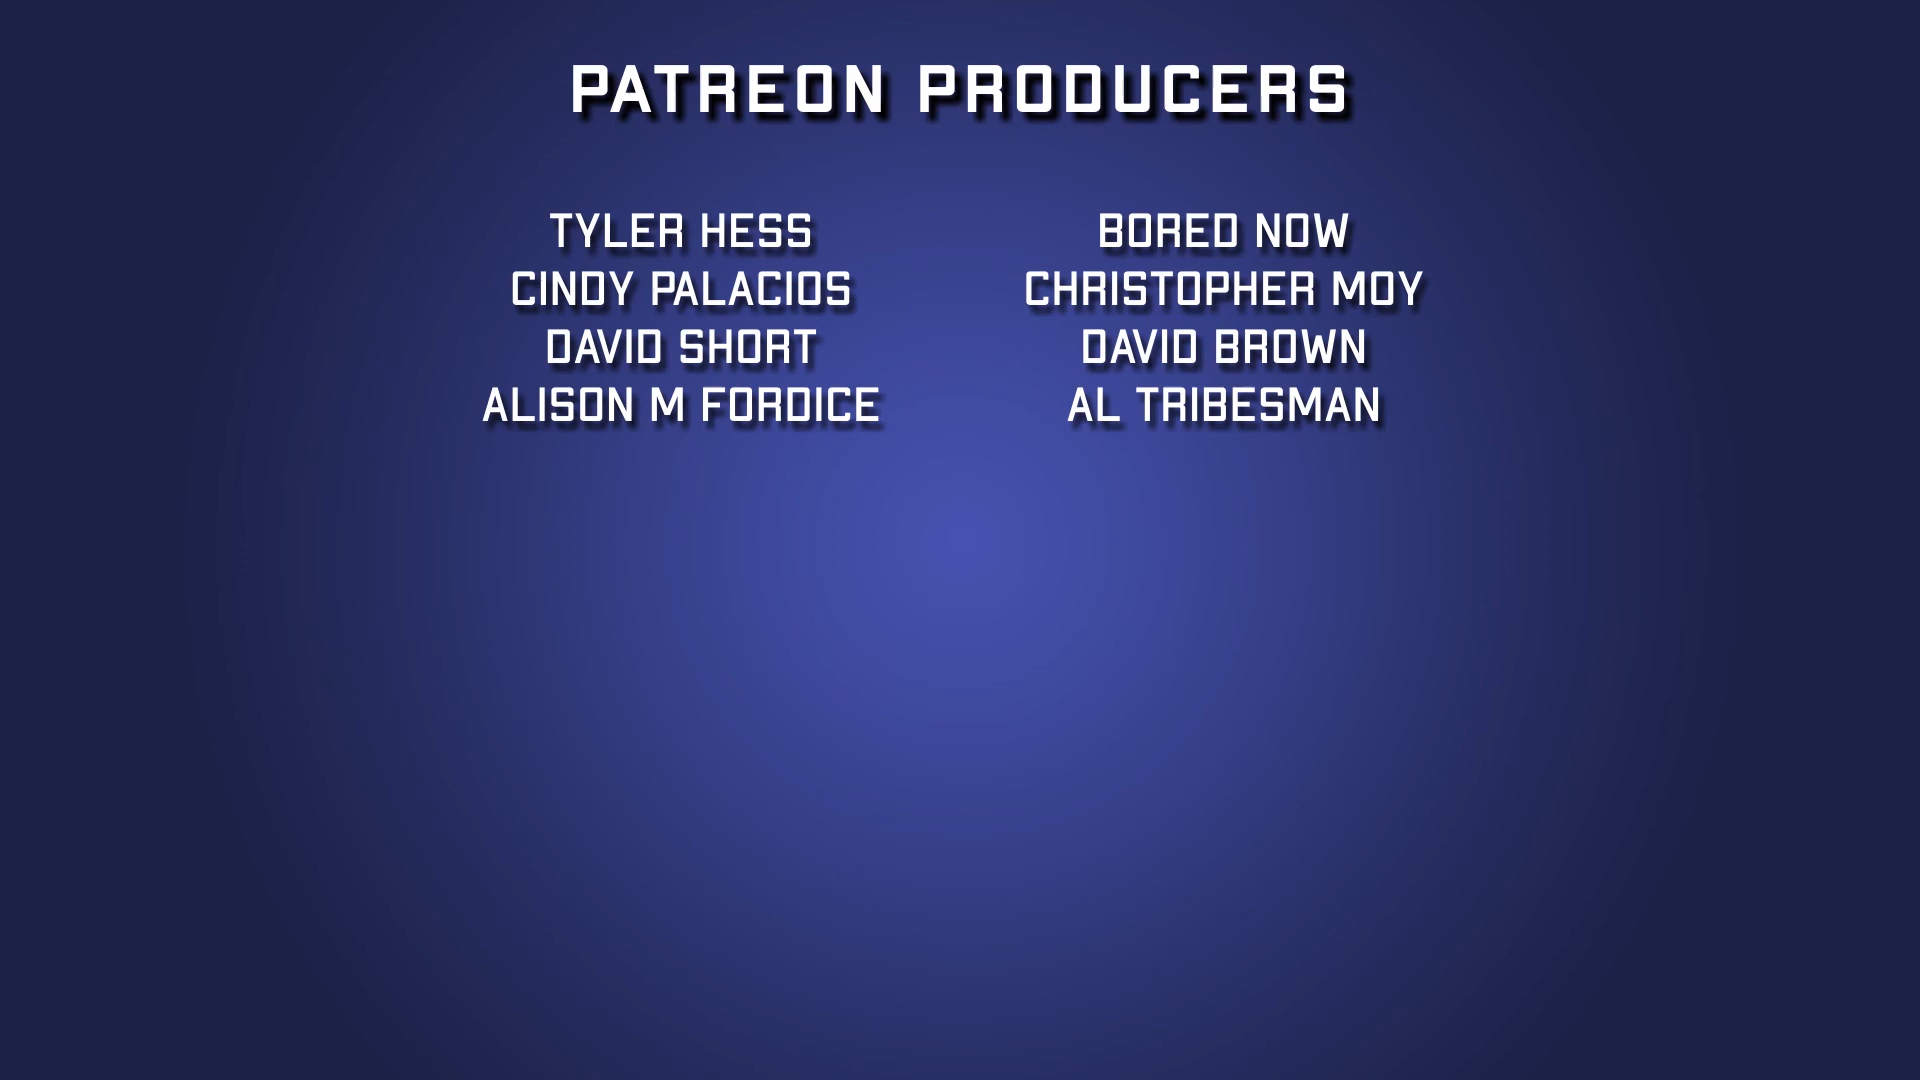 PATREON PRODUCERS
TYLER HESS
CINDY PALACIOS
DAVID SHORT
ALISON M FORDICE
BORED NOW
CHRISTOPHER MOY
DAVID BROWN
AL TRIBESMAN